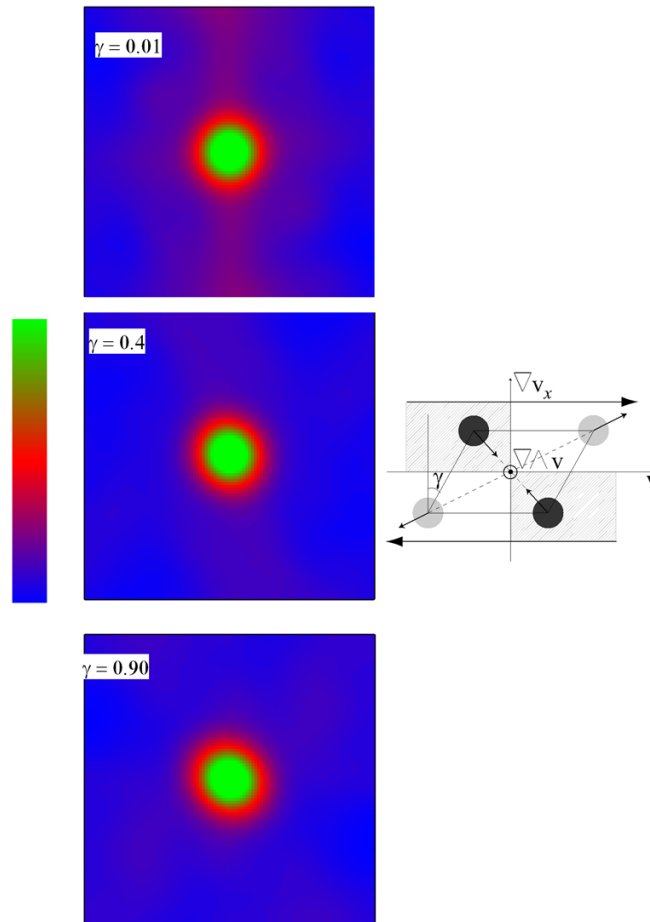 γ = 0.01
γ = 0.4
▽v_x
▽∧v
γ
γ = 0.90